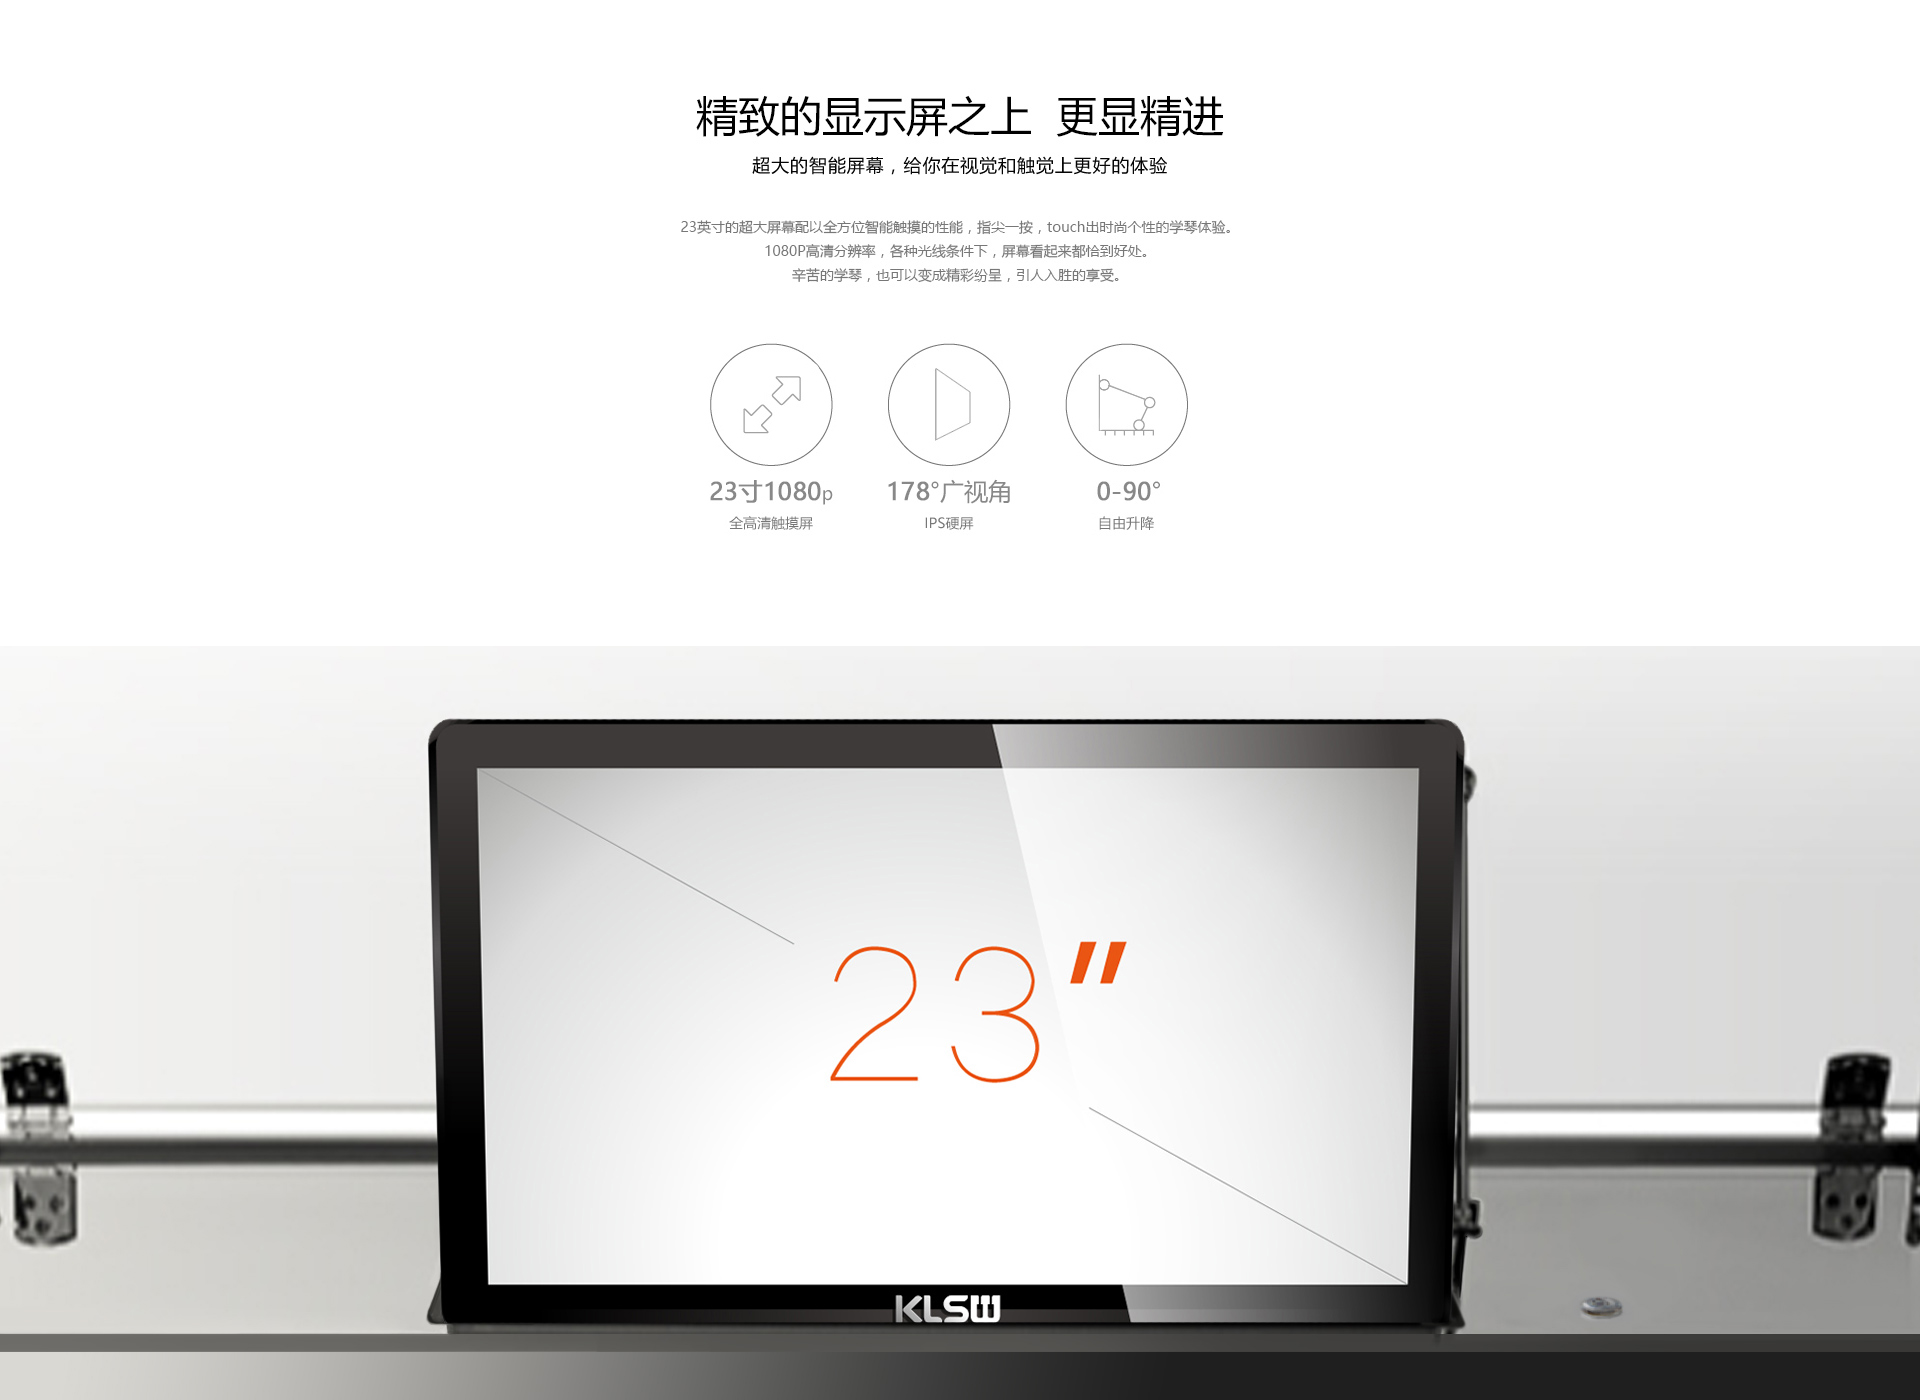 精致的显示屏之上 更显精进
超大的智能屏幕，给你在视觉和触觉上更好的体验
23英寸的超大屏幕配以全方位智能触摸的性能，指尖一按，touch出时尚个性的学琴体验。
1080P高清分辨率，各种光线条件下，屏幕看起来都恰到好处。
辛苦的学琴，也可以变成精彩纷呈，引人入胜的享受。
23寸1080p
全高清触摸屏
178°广视角
IPS硬屏
0-90°
自由升降
23"
KLSW